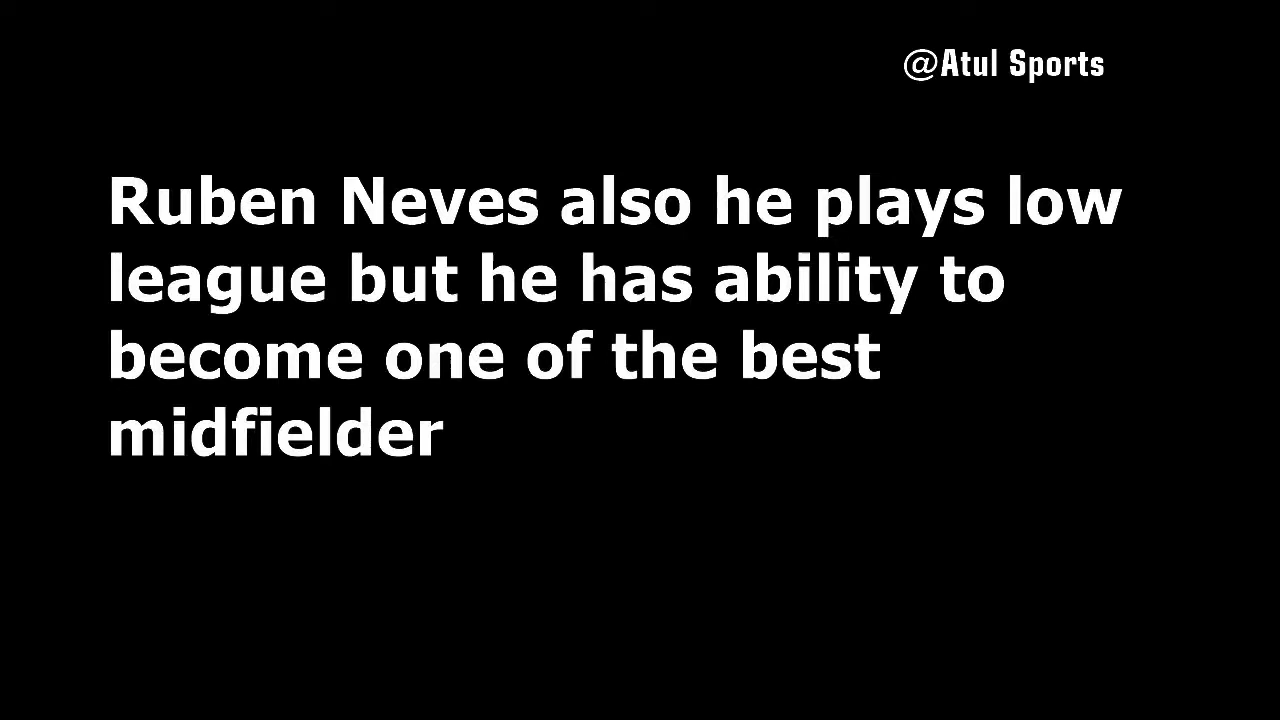 @Atul Sports
Ruben Neves also he plays low
league but he has ability to
become one of the best
midfielder